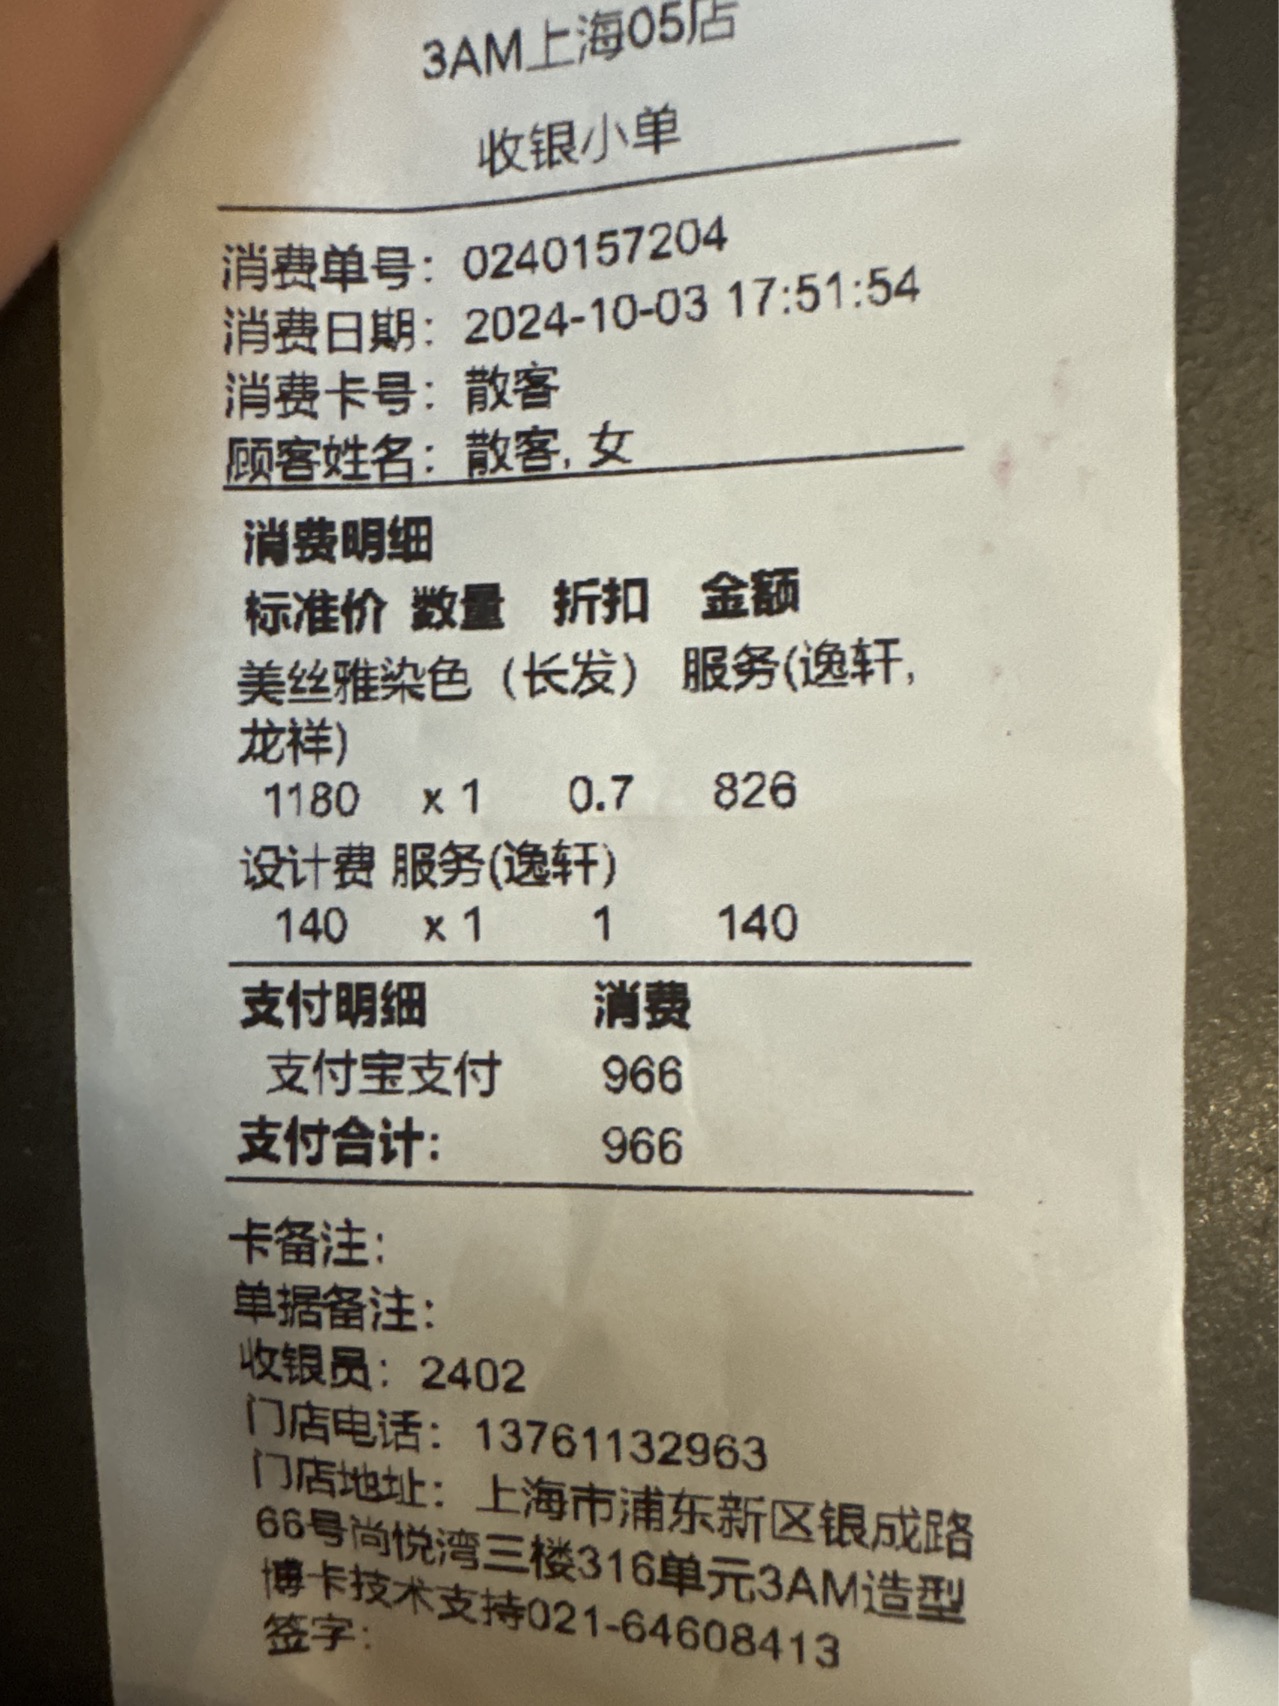 3AM上海05店
收银小单
消费单号：0240157204
消费日期：2024-10-03 17:51:54
消费卡号：散客
顾客姓名：散客, 女
消费明细
标准价 数量 折扣 金额
美丝雅染色（长发） 服务(逸轩,
龙祥)
1180 x 1 0.7 826
设计费 服务(逸轩)
140 x 1 1 140
支付明细 消费
支付宝支付 966
支付合计: 966
卡备注:
单据备注:
收银员：2402
门店电话：13761132963
门店地址：上海市浦东新区银成路
66号尚悦湾三楼316单元3AM造型
博卡技术支持021-64608413
签字: